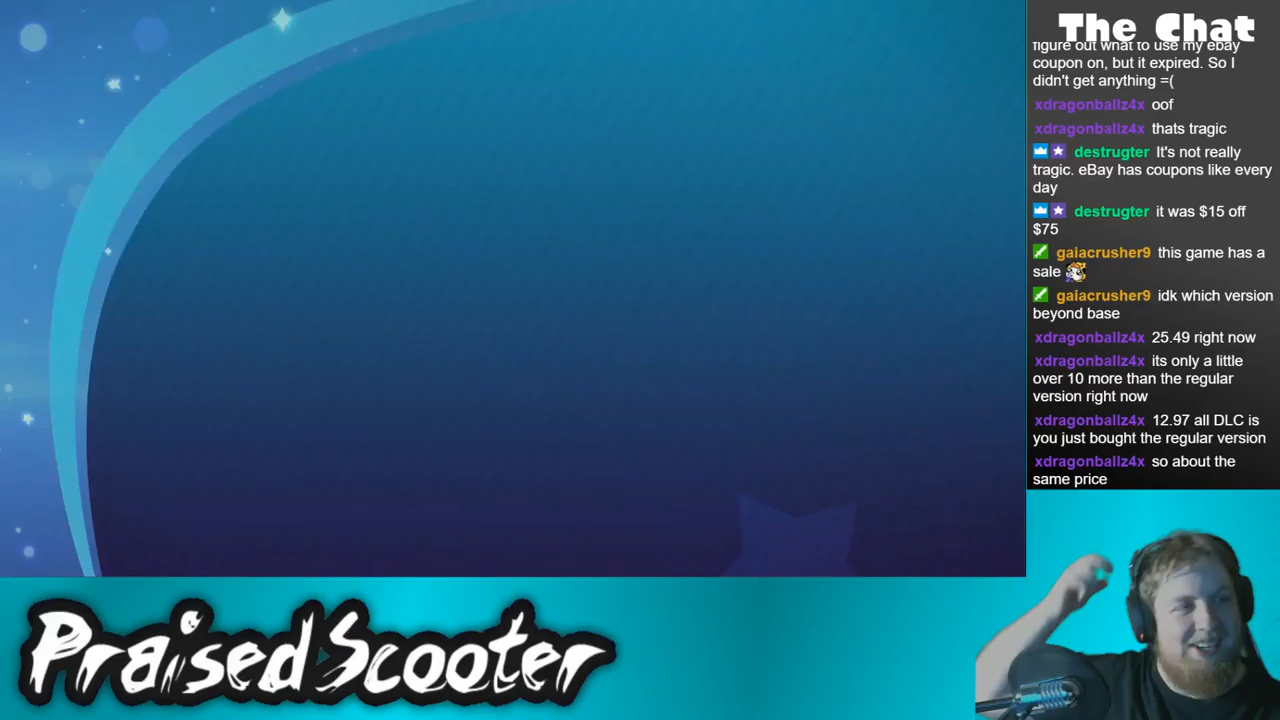 The Chat
figure out what to use my ebay
coupon on, but it expired. So I
didn't get anything =(
xdragonballz4x oof
xdragonballz4x thats tragic
destrugter It's not really
tragic. eBay has coupons like every
day
destrugter it was $15 off
$75
gaiacrusher9 this game has a
sale
gaiacrusher9 idk which version
beyond base
xdragonballz4x 25.49 right now
xdragonballz4x its only a little
over 10 more than the regular
version right now
xdragonballz4x 12.97 all DLC is
you just bought the regular version
xdragonballz4x so about the
same price
PraisedScooter